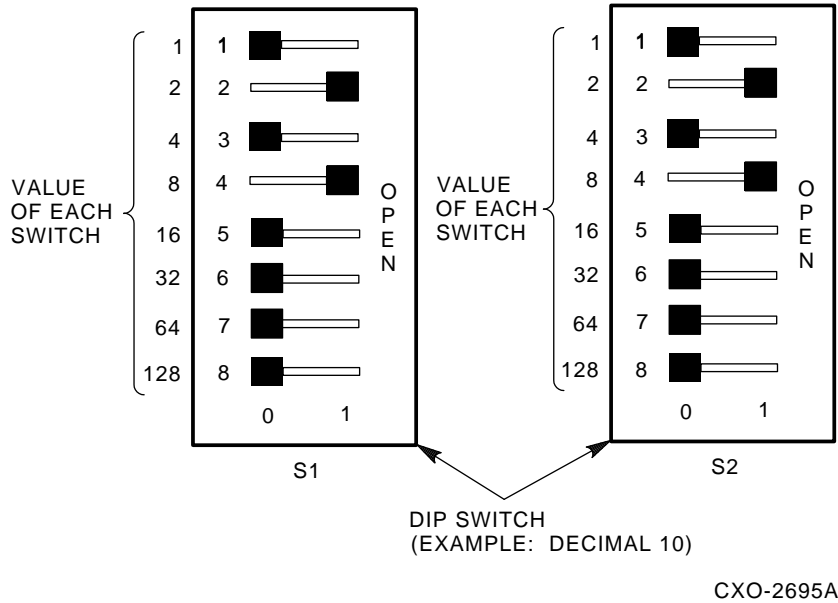 1 1
2 2
4 3
8 4
16 5
32 6
64 7
128 8
VALUE
OF EACH
SWITCH
OPEN
0 1
S1
1 1
2 2
4 3
8 4
16 5
32 6
64 7
128 8
VALUE
OF EACH
SWITCH
OPEN
0 1
S2
DIP SWITCH
(EXAMPLE: DECIMAL 10)
CXO-2695A